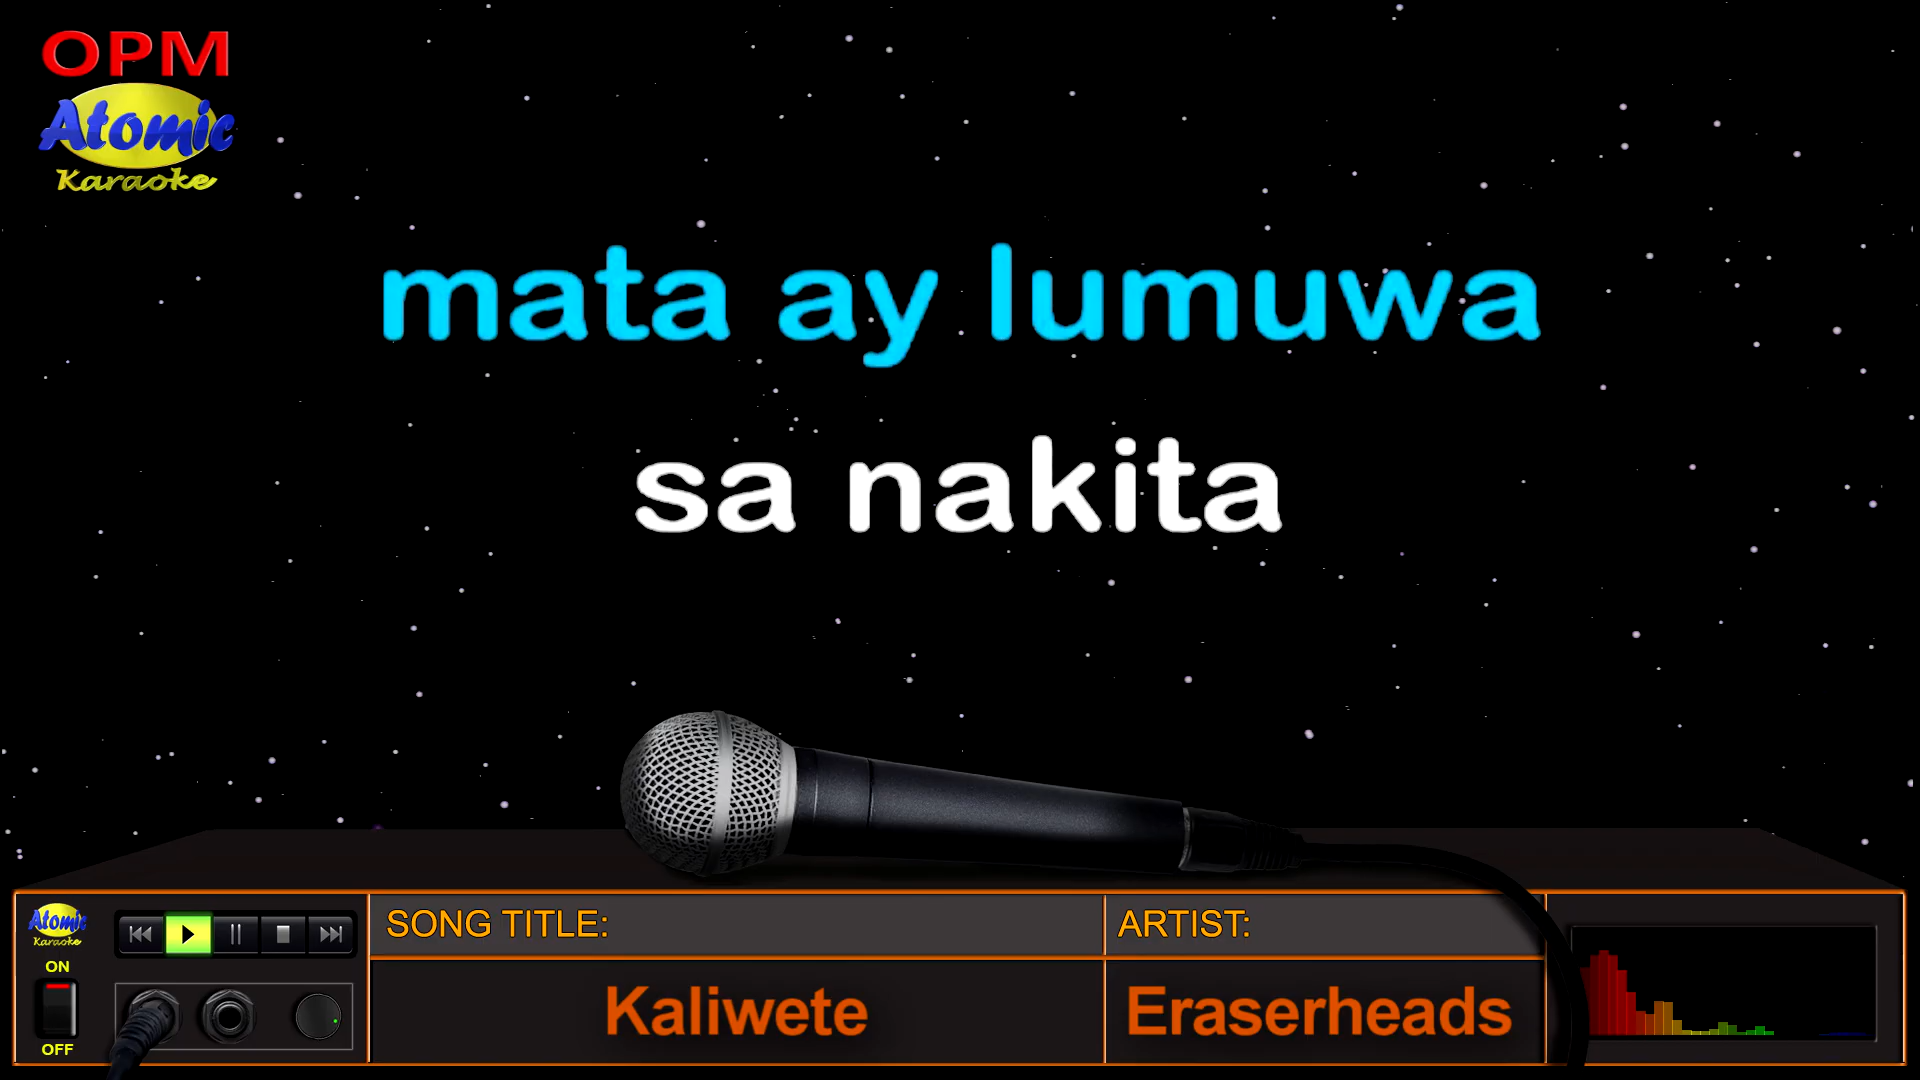 OPM
Atomic
Karaoke
mata ay lumuwa
sa nakita
Atomic
Karaoke
ON
OFF
SONG TITLE:
Kaliwete
ARTIST:
Eraserheads